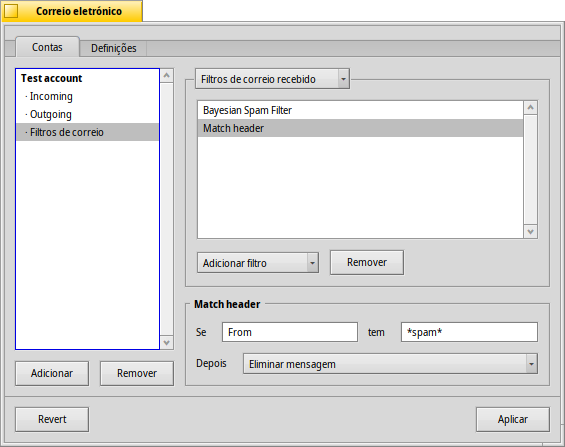 Correio eletrónico
Contas Definições
Test account
· Incoming
· Outgoing
· Filtros de correio
Adicionar Remover
Filtros de correio recebido
Bayesian Spam Filter
Match header
Adicionar filtro Remover
Match header
Se From tem *spam*
Depois Eliminar mensagem
Revert Aplicar